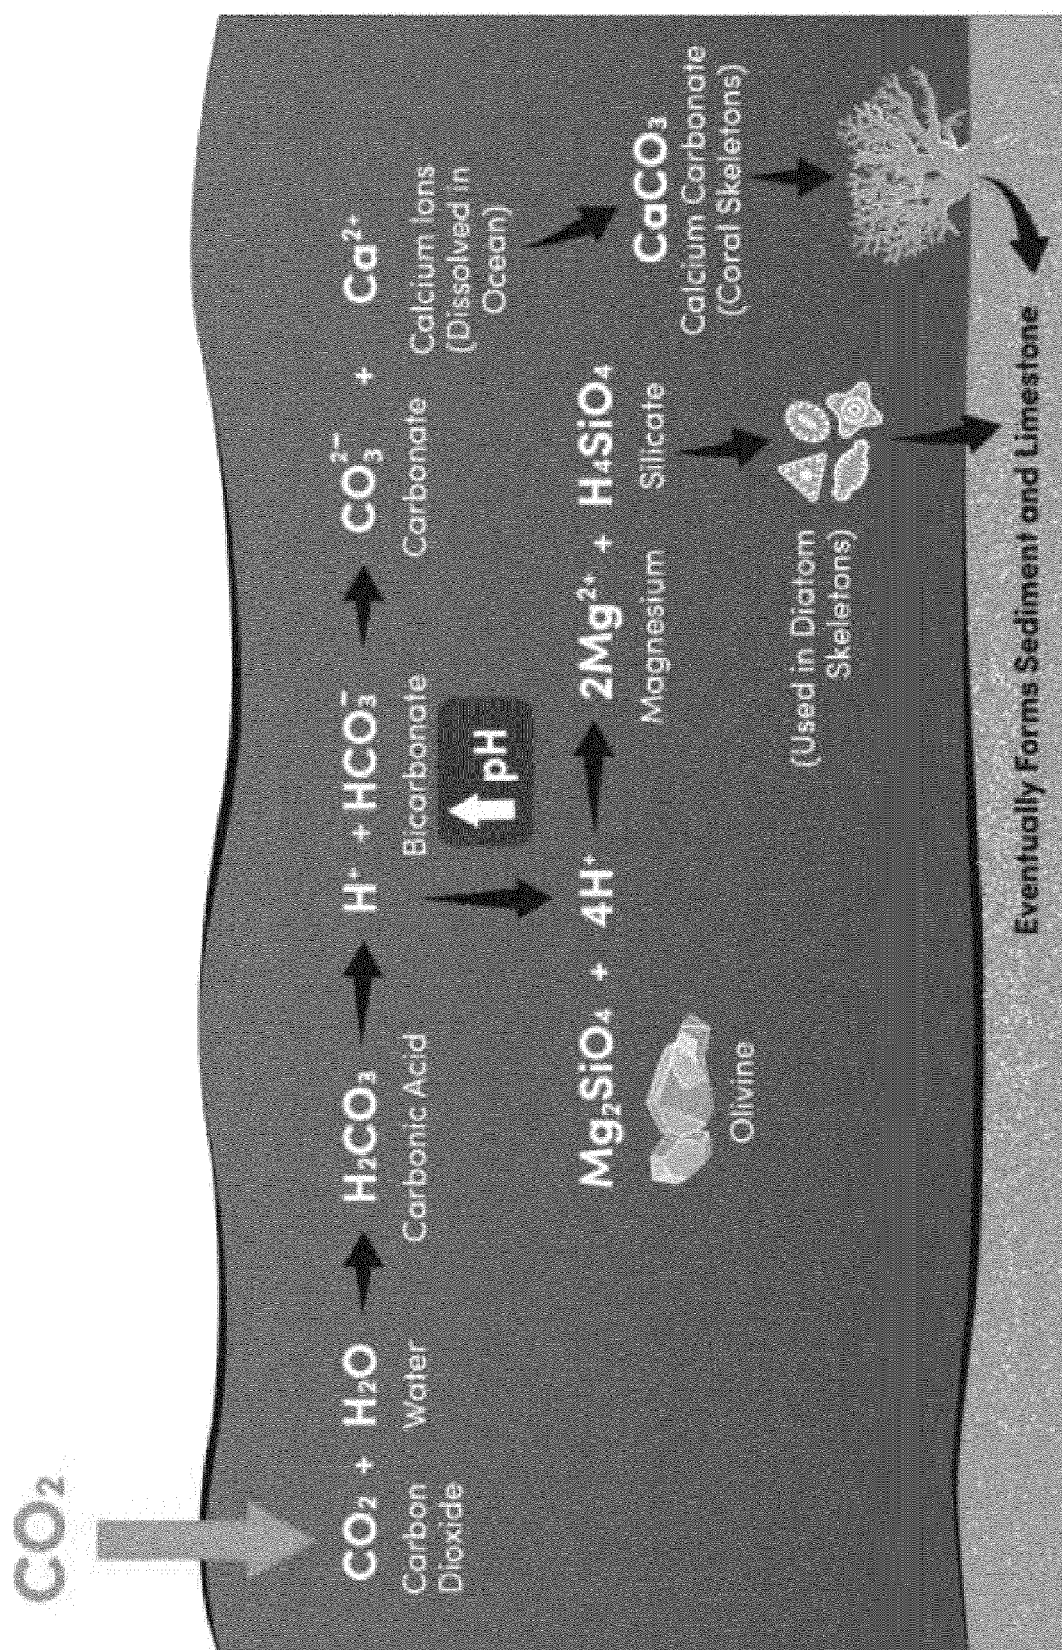 CO₂
CO₂ + H₂O
Carbon
Dioxide
Water
H₂CO₃
Carbonic Acid
H⁺ + HCO₃⁻
Bicarbonate
CO₃²⁻ + Ca²⁺
Carbonate
Calcium Ions
(Dissolved in
Ocean)
pH
Mg₂SiO₄ + 4H⁺
Olivine
2Mg²⁺ + H₄SiO₄
Magnesium
Silicate
CaCO₃
Calcium Carbonate
(Coral Skeletons)
(Used in Diatom
Skeletons)
Eventually Forms Sediment and Limestone